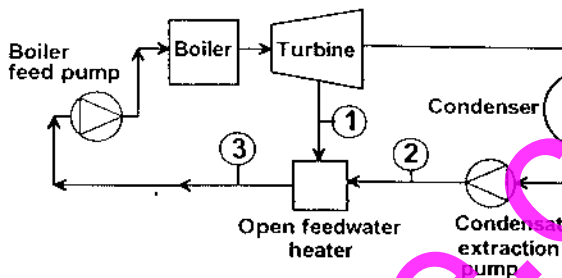 Boiler
feed pump
Boiler
Turbine
1
Condenser
3
2
Open feedwater
heater
extraction
pump